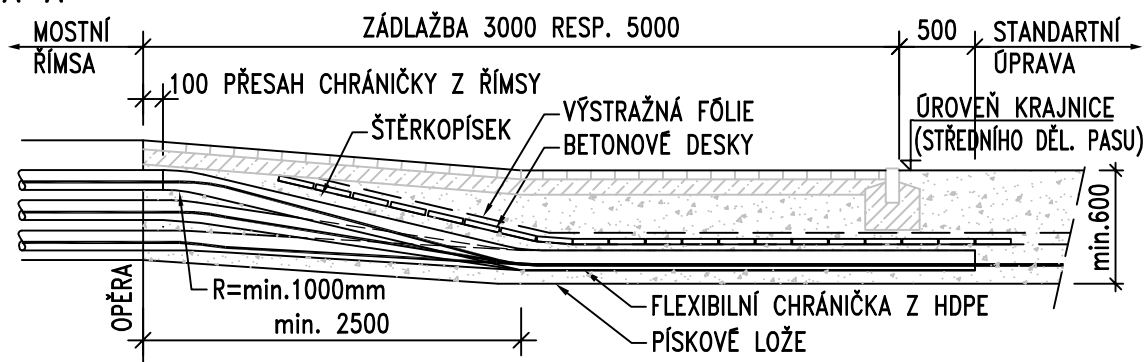 MOSTNÍ
ŘÍMSA
ZÁDLAŽBA 3000 RESP. 5000
500
STANDARTNÍ
ÚPRAVA
100 PŘESAH CHRÁNIČKY Z ŘÍMSY
ŠTĚRKOPÍSEK
VÝSTRAŽNÁ FÓLIE
BETONOVÉ DESKY
ÚROVEŇ KRAJNICE
(STŘEDNÍHO DĚL. PASU)
min.600
OPĚRA
R=min.1000mm
min. 2500
FLEXIBILNÍ CHRÁNIČKA Z HDPE
PÍSKOVÉ LOŽE